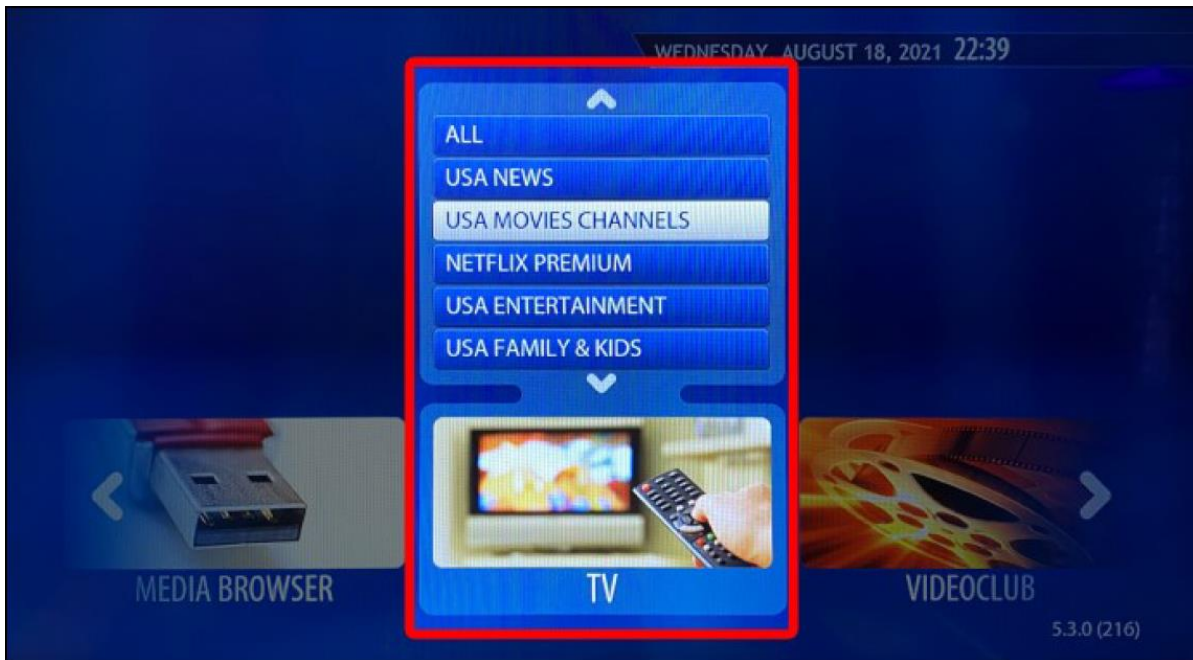 WEDNESDAY, AUGUST 18, 2021 22:39
ALL
USA NEWS
USA MOVIES CHANNELS
NETFLIX PREMIUM
USA ENTERTAINMENT
USA FAMILY & KIDS
MEDIA BROWSER
TV
VIDEOCLUB
5.3.0 (216)